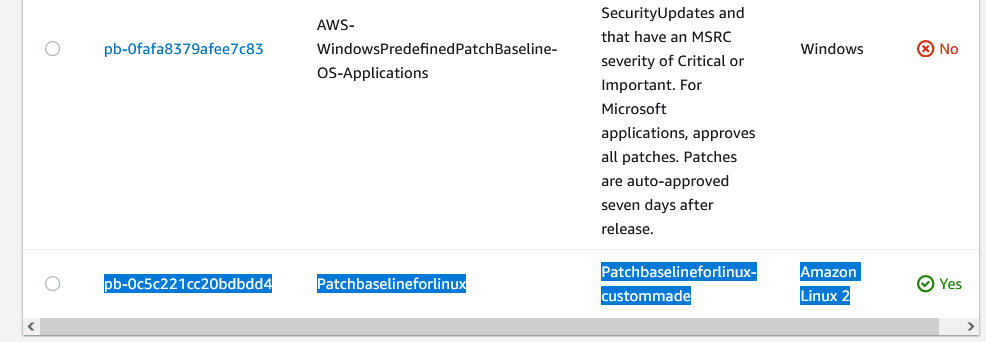 SecurityUpdates and
AWS-
that have an MSRC
pb-0fafa8379afee7c83
WindowsPredefinedPatchBaseline-
severity of Critical or
Windows
No
OS-Applications
Important. For
Microsoft
applications, approves
all patches. Patches
are auto-approved
seven days after
release.
pb-0c5c221cc20bdbdd4
Patchbaselineforlinux
Patchbaselineforlinux-
custommade
Amazon
Linux 2
Yes